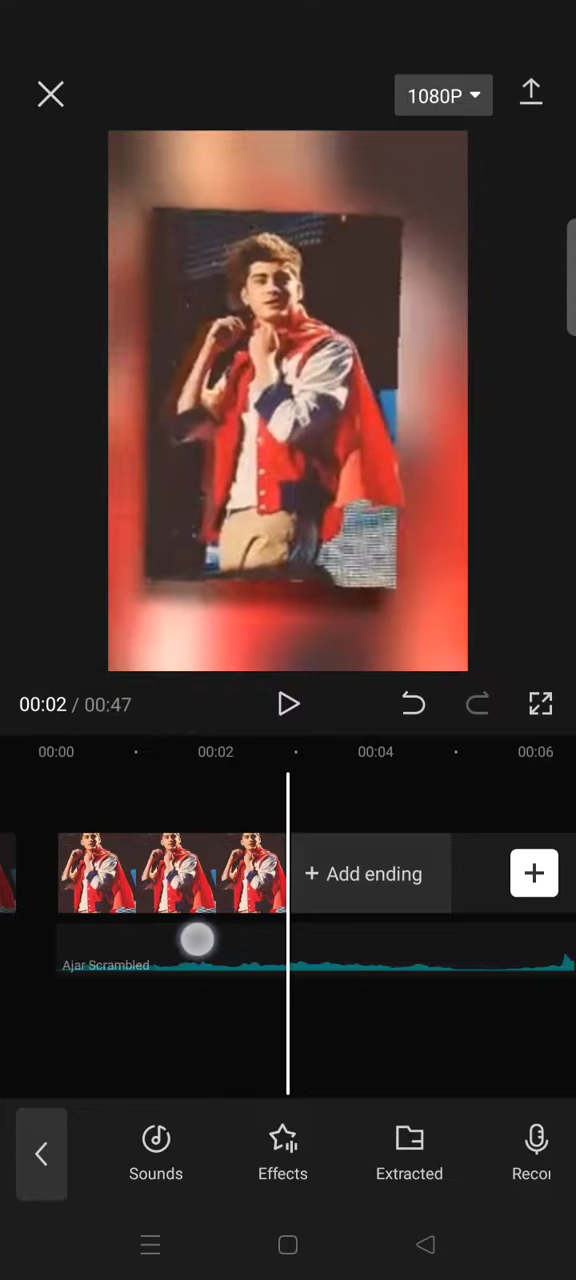 1080P
00:02 / 00:47
00:00 00:02 00:04 00:06
+ Add ending
Ajar Scrambled
Sounds Effects Extracted Recor